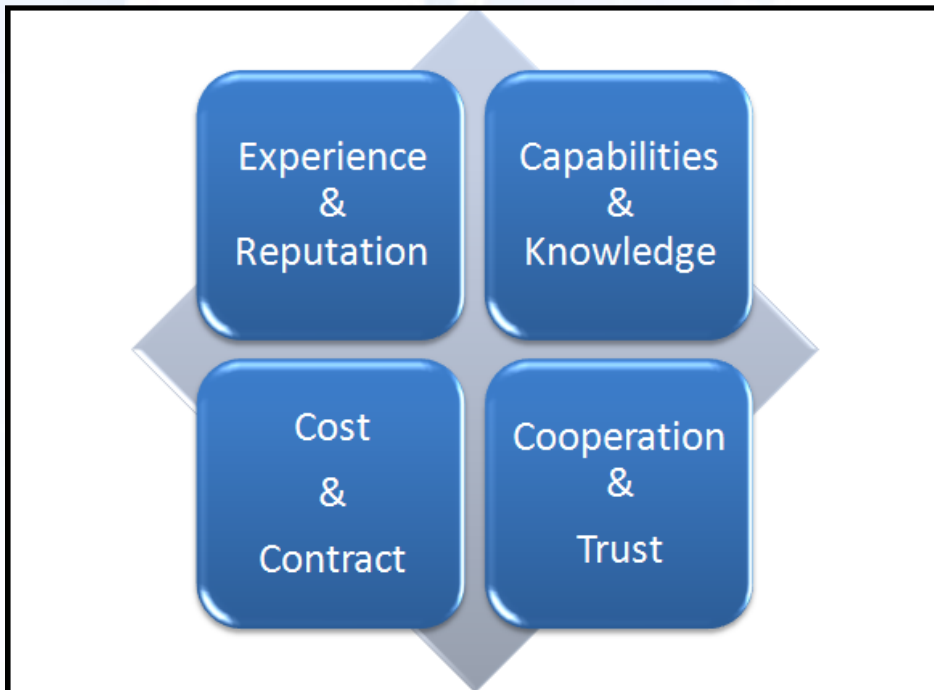 Experience
&
Reputation
Capabilities
&
Knowledge
Cost
&
Contract
Cooperation
&
Trust